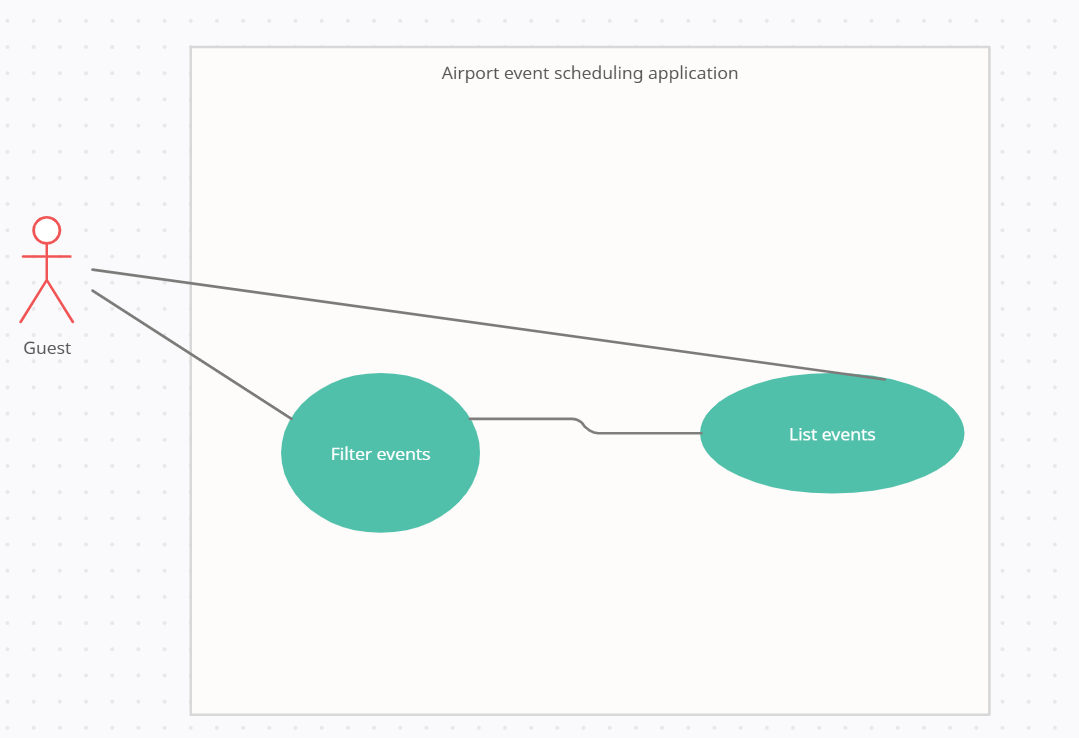 Airport event scheduling application
Guest
Filter events
List events